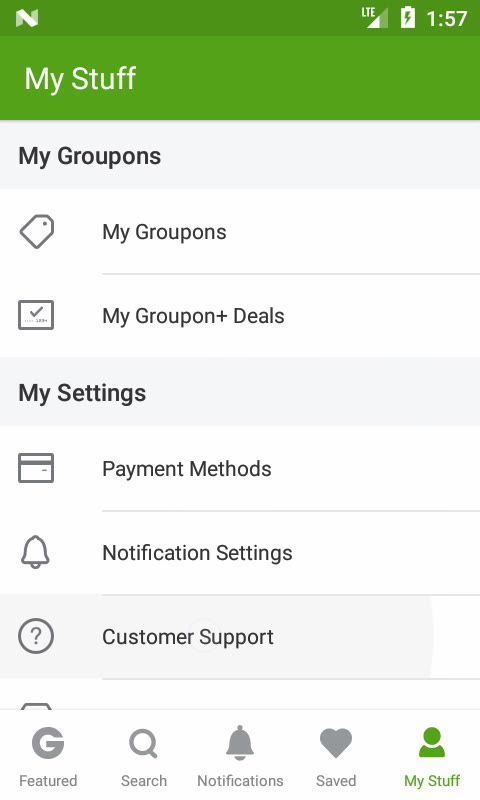 LTE
1:57
My Stuff
My Groupons
My Groupons
My Groupon+ Deals
My Settings
Payment Methods
Notification Settings
? Customer Support
Featured
Search
Notifications
Saved
My Stuff